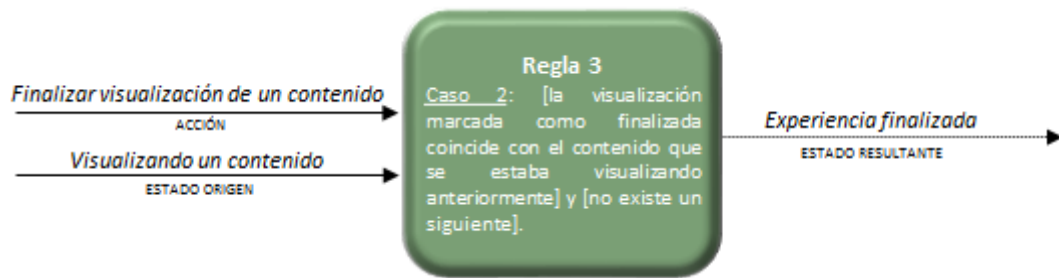 Finalizar visualización de un contenido
ACCIÓN
Visualizando un contenido
ESTADO ORIGEN
Regla 3
Caso 2: [la visualización
marcada como finalizada
coincide con el contenido que
se estaba visualizando
anteriormente] y [no existe un
siguiente].
Experiencia finalizada
ESTADO RESULTANTE